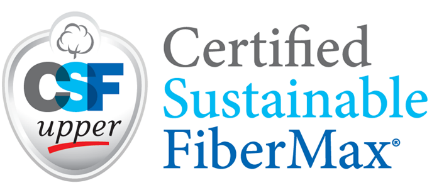 CSF
upper
Certified
Sustainable
FiberMax®